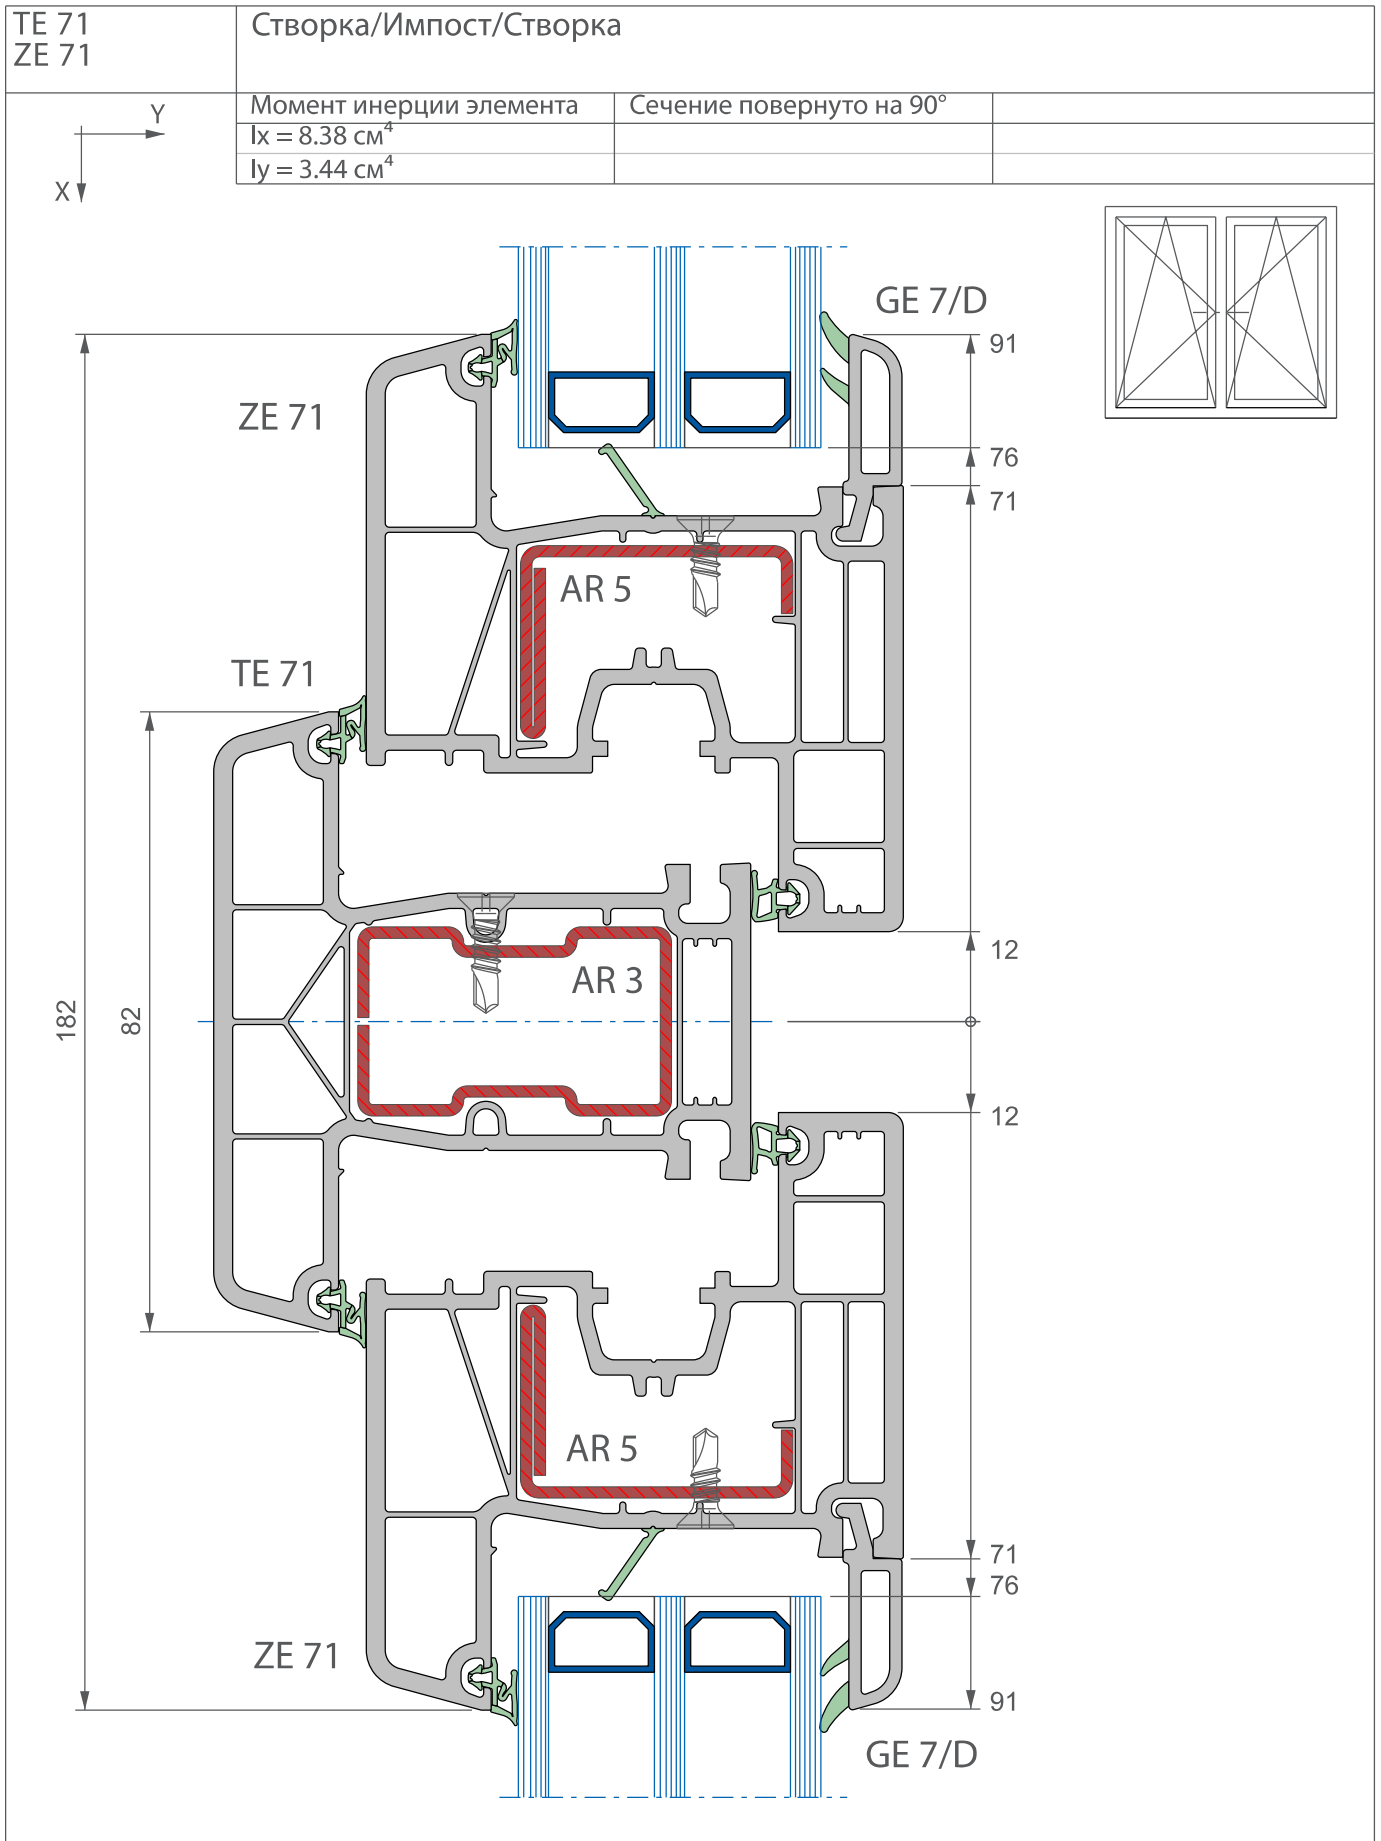 TE 71
ZE 71
Створка/Импост/Створка
Момент инерции элемента
Сечение повернуто на 90°
Ix = 8.38 см⁴
Iy = 3.44 см⁴
Y
X
GE 7/D
91
ZE 71
76
71
AR 5
TE 71
12
AR 3
182
82
12
AR 5
71
76
ZE 71
91
GE 7/D